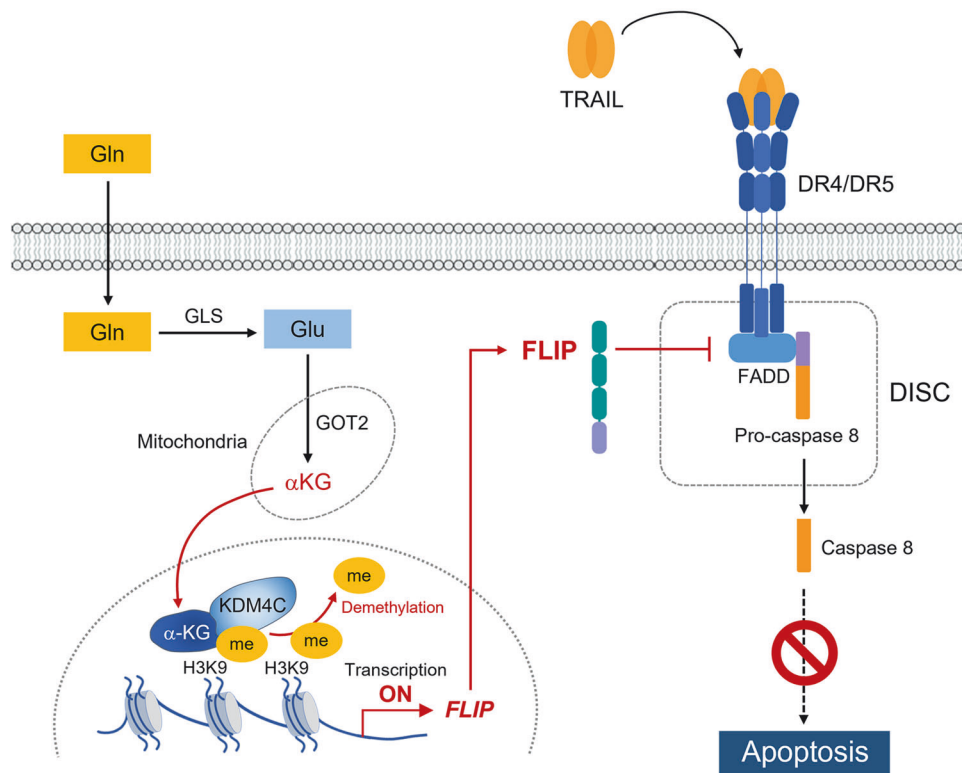 TRAIL
Gln
DR4/DR5
Gln
GLS
Glu
FLIP
FADD
DISC
GOT2
Mitochondria
Pro-caspase 8
αKG
Caspase 8
me
KDM4C
Demethylation
α-KG
me
me
H3K9
H3K9
Transcription
ON
FLIP
Apoptosis